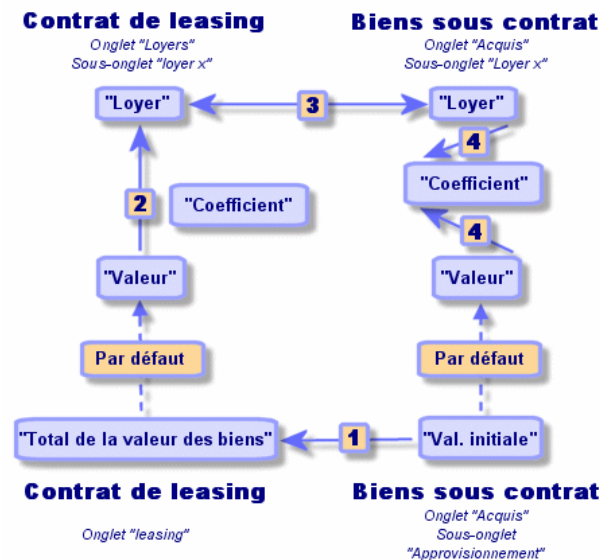 Contrat de leasing
Onglet "Loyers"
Sous-onglet "loyer x"
Biens sous contrat
Onglet "Acquis"
Sous-onglet "Loyer x"
"Loyer"
3
"Loyer"
4
2
"Coefficient"
"Coefficient"
4
"Valeur"
"Valeur"
Par défaut
Par défaut
"Total de la valeur des biens"
1
"Val. initiale"
Contrat de leasing
Onglet "leasing"
Biens sous contrat
Onglet "Acquis"
Sous-onglet
"Approvisionnement"